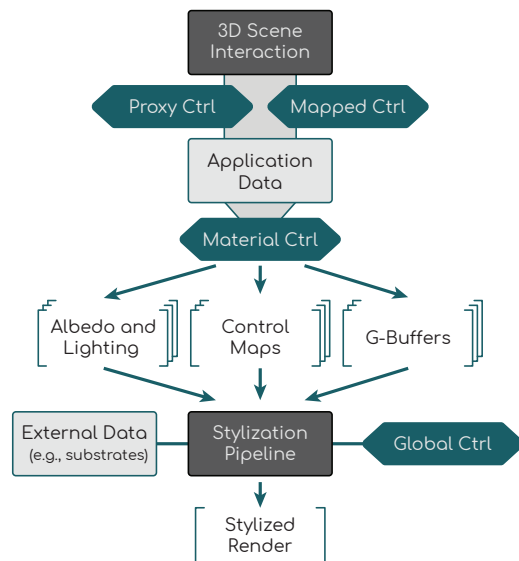 3D Scene
Interaction
Proxy Ctrl
Mapped Ctrl
Application
Data
Material Ctrl
Albedo and
Lighting
Control
Maps
G-Buffers
External Data
(e.g., substrates)
Stylization
Pipeline
Global Ctrl
Stylized
Render